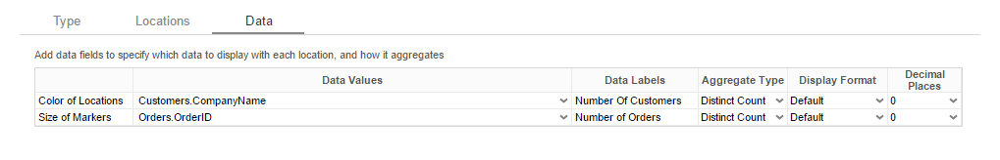 Type Locations Data
Add data fields to specify which data to display with each location, and how it aggregates
Data Values Data Labels Aggregate Type Display Format Decimal Places
Color of Locations Customers.CompanyName Number Of Customers Distinct Count Default 0
Size of Markers Orders.OrderID Number of Orders Distinct Count Default 0